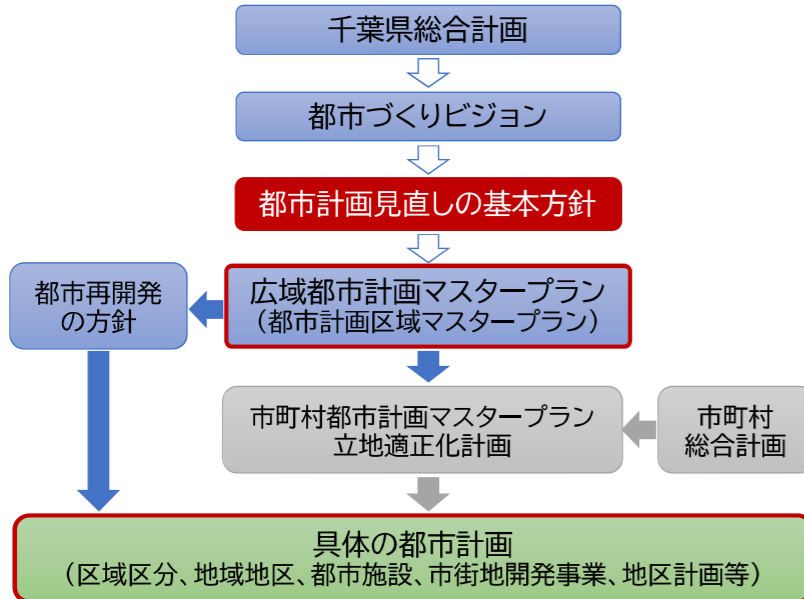 千葉県総合計画
都市づくりビジョン
都市計画見直しの基本方針
都市再開発
の方針
広域都市計画マスタープラン
（都市計画区域マスタープラン）
市町村都市計画マスタープラン
立地適正化計画
市町村
総合計画
具体の都市計画
（区域区分、地域地区、都市施設、市街地開発事業、地区計画等）